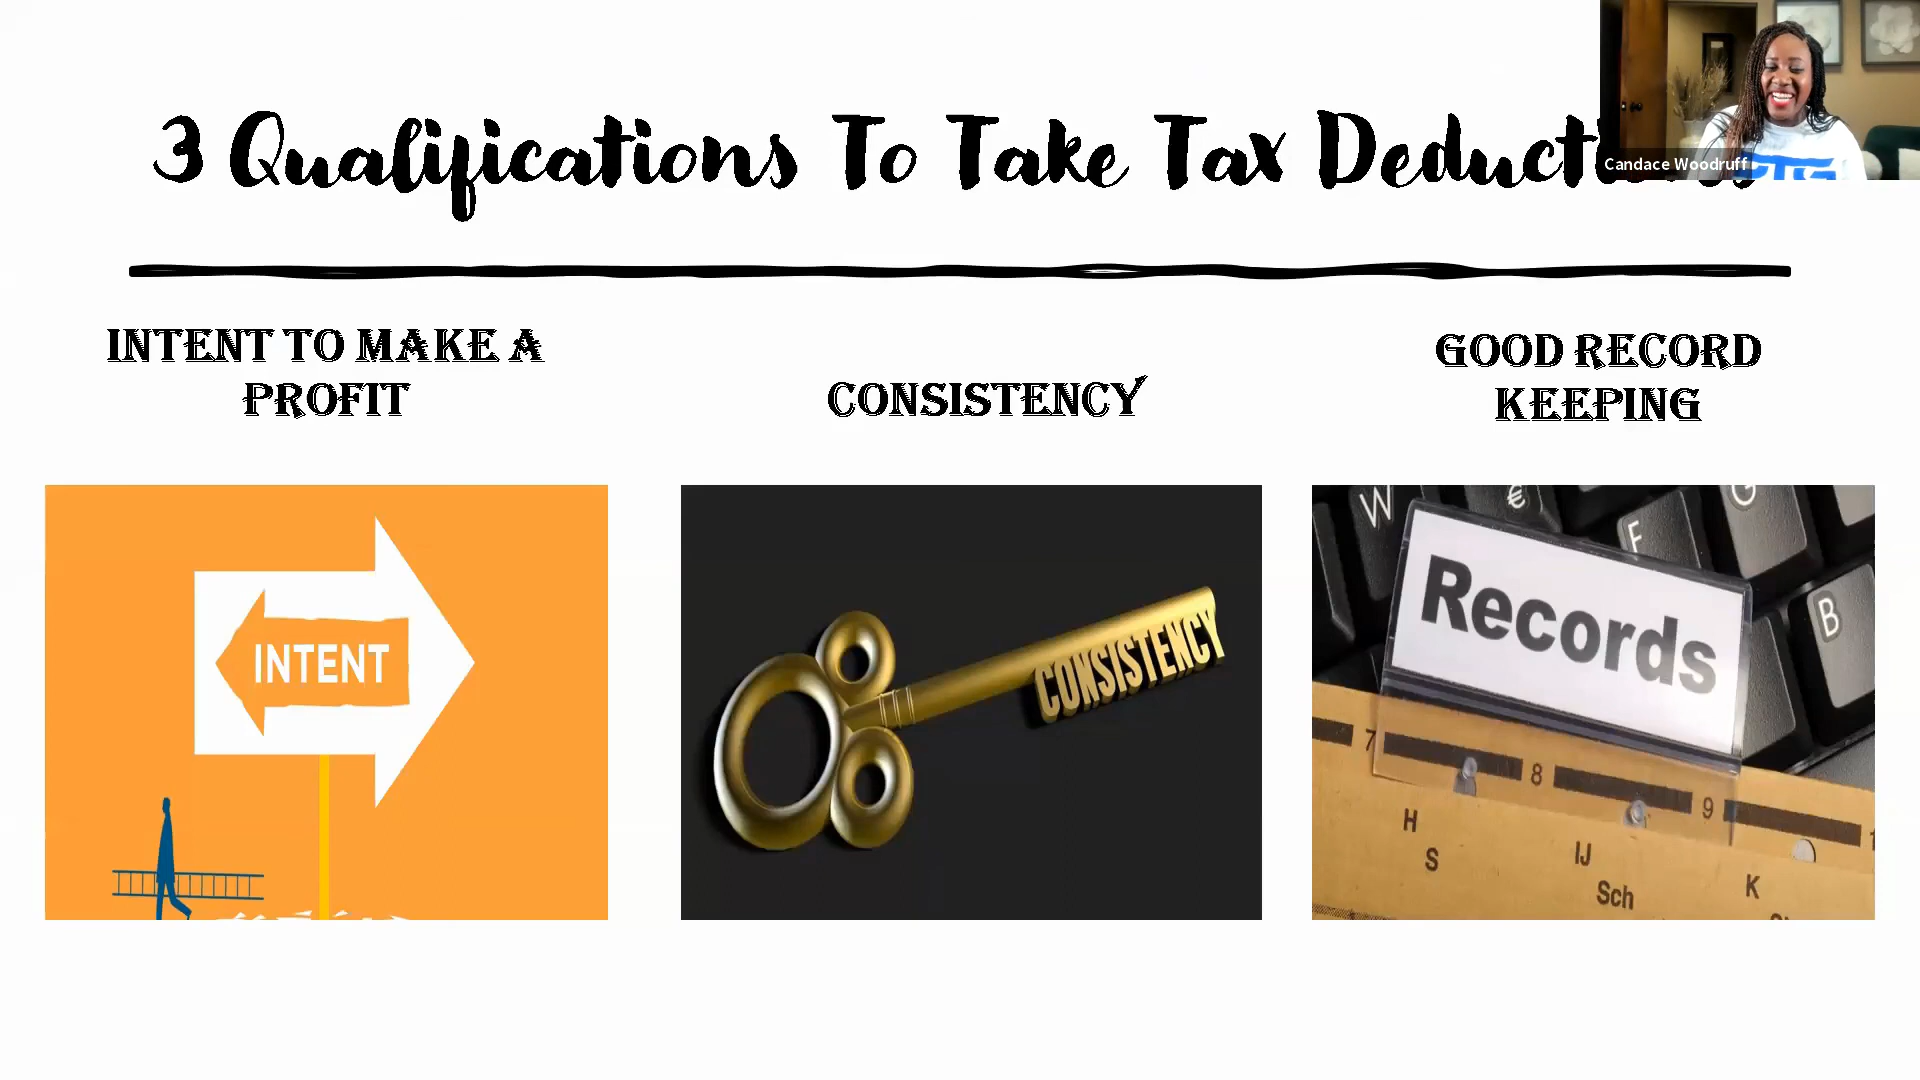 3 Qualifications To Take Tax
Candace Woodruff
INTENT TO MAKE A
PROFIT
CONSISTENCY
GOOD RECORD
KEEPING
INTENT
CONSISTENCY
W € F G B
Records
7 8 9
H IJ K
S Sch